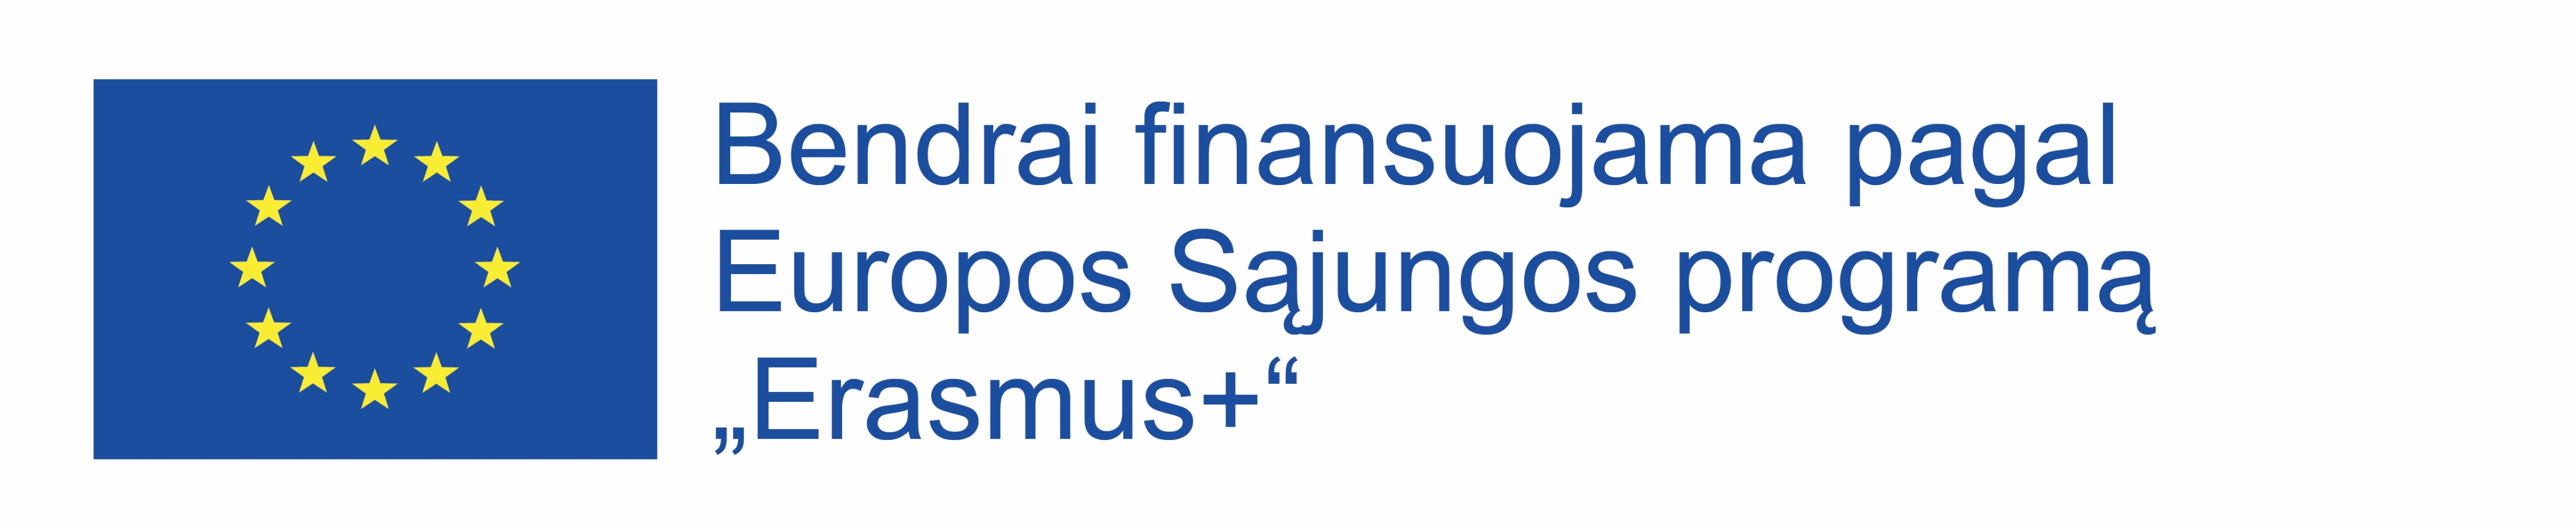 Bendrai finansuojama pagal
Europos Sąjungos programą
„Erasmus+“